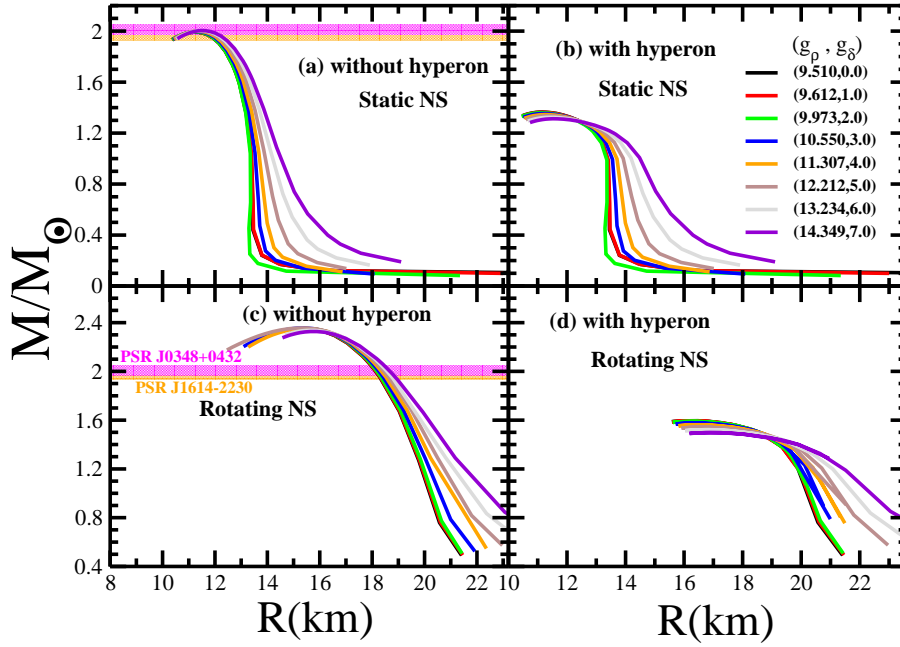 2
1.6
1.2
0.8
0.4
0
(a) without hyperon
Static NS
(b) with hyperon
Static NS
(gρ , gδ)
(9.510,0.0)
(9.612,1.0)
(9.973,2.0)
(10.550,3.0)
(11.307,4.0)
(12.212,5.0)
(13.234,6.0)
(14.349,7.0)
M/M⊙
2.4
2
1.6
1.2
0.8
0.4
(c) without hyperon
PSR J0348+0432
PSR J1614-2230
Rotating NS
(d) with hyperon
Rotating NS
8 10 12 14 16 18 20 22 10 12 14 16 18 20 22
R(km) R(km)